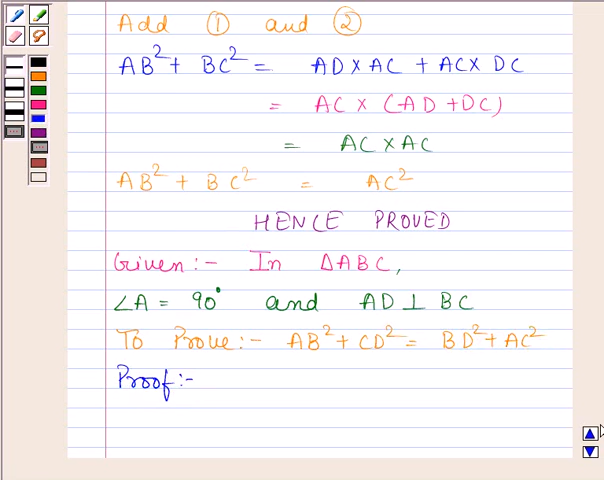 Add ① and ②
AB² + BC² = AD × AC + AC × DC
= AC × (AD + DC)
= AC × AC
AB² + BC² = AC²
HENCE PROVED
Given:- In ΔABC,
∠A = 90° and AD ⊥ BC
To Prove:- AB² + CD² = BD² + AC²
Proof:-